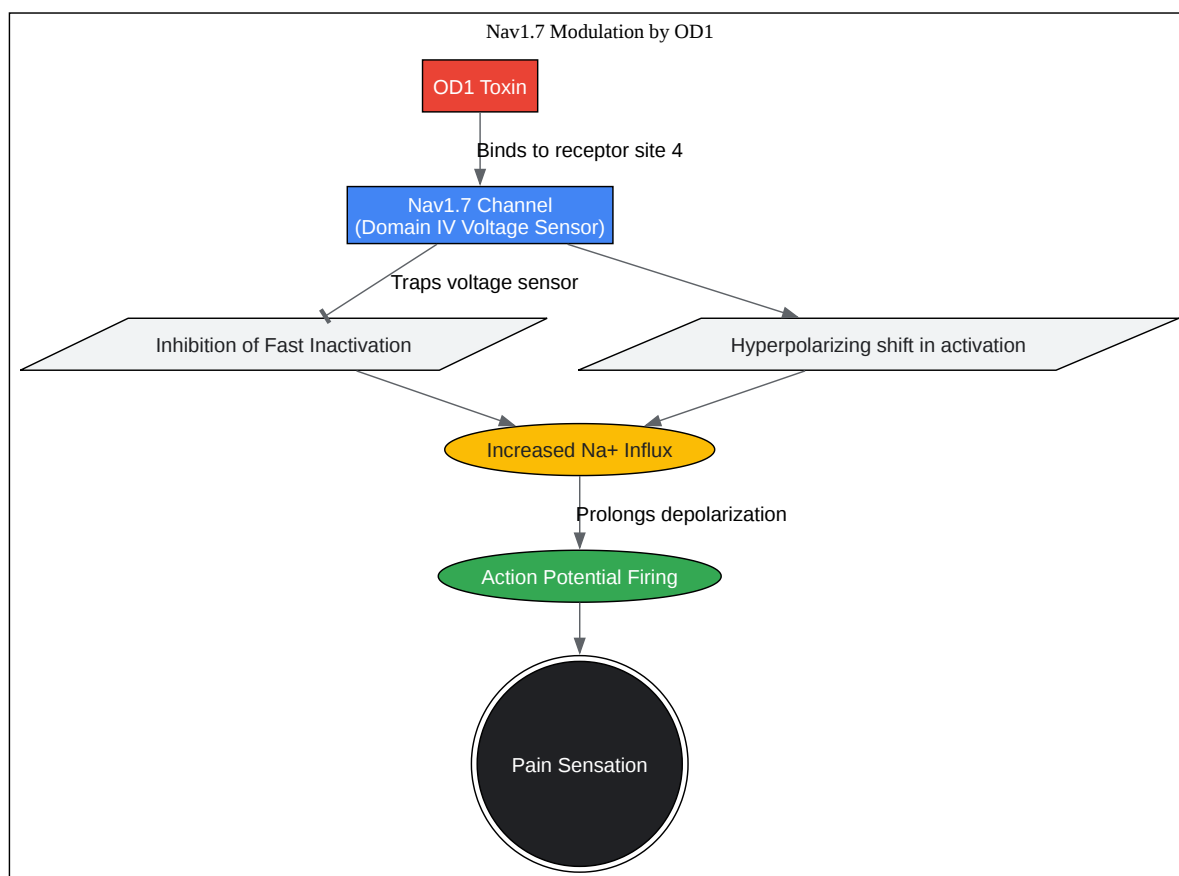 Nav1.7 Modulation by OD1
OD1 Toxin
Binds to receptor site 4
Nav1.7 Channel
(Domain IV Voltage Sensor)
Traps voltage sensor
Inhibition of Fast Inactivation
Hyperpolarizing shift in activation
Increased Na+ Influx
Prolongs depolarization
Action Potential Firing
Pain Sensation